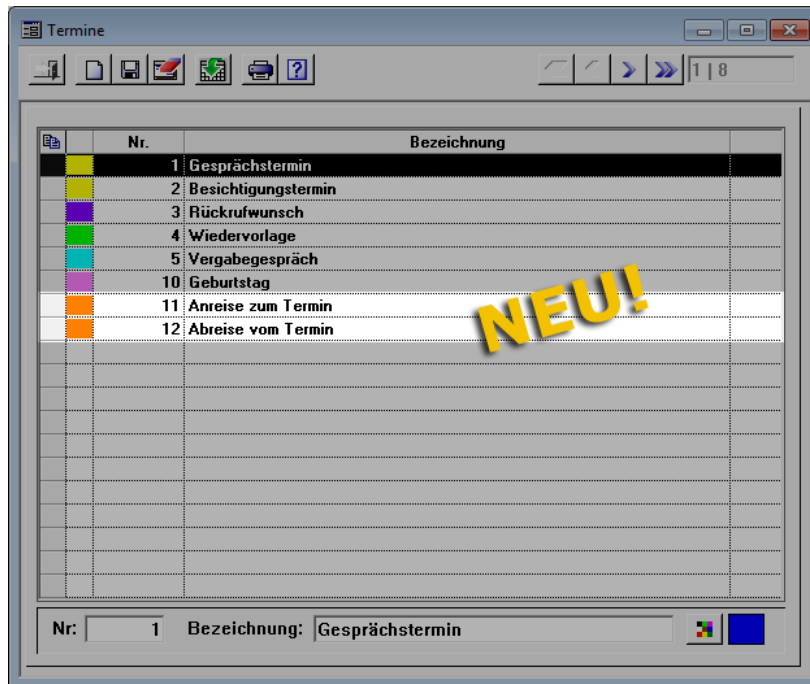 Termine
1 | 8
Nr. Bezeichnung
1 Gesprächstermin
2 Besichtigungstermin
3 Rückrufwunsch
4 Wiedervorlage
5 Vergabegespräch
10 Geburtstag
11 Anreise zum Termin
12 Abreise vom Termin
NEU!
Nr: 1 Bezeichnung: Gesprächstermin